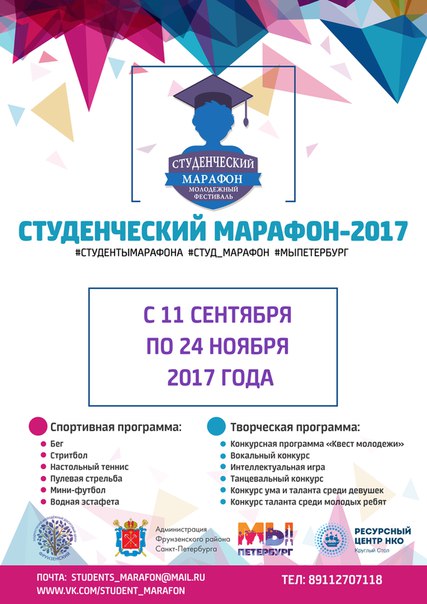 СТУДЕНЧЕСКИЙ
МАРАФОН
МОЛОДЕЖНЫЙ
ФЕСТИВАЛЬ
СТУДЕНЧЕСКИЙ МАРАФОН-2017
#СТУДЕНТЫМАРАФОНА #СТУД_МАРАФОН #МЫПЕТЕРБУРГ
С 11 СЕНТЯБРЯ
ПО 24 НОЯБРЯ
2017 ГОДА
Спортивная программа:
Бег
Стритбол
Настольный теннис
Пулевая стрельба
Мини-футбол
Водная эстафета
Творческая программа:
Конкурсная программа «Квест молодежи»
Вокальный конкурс
Интеллектуальная игра
Танцевальный конкурс
Конкурс ума и таланта среди девушек
Конкурс таланта среди молодых ребят
Администрация
Фрунзенского района
Санкт-Петербурга
МЫ
ПЕТЕРБУРГ
РЕСУРСНЫЙ
ЦЕНТР НКО
Круглый Стол
ПОЧТА: STUDENTS_MARAFON@MAIL.RU
WWW.VK.COM/STUDENT_MARAFON
ТЕЛ: 89112707118